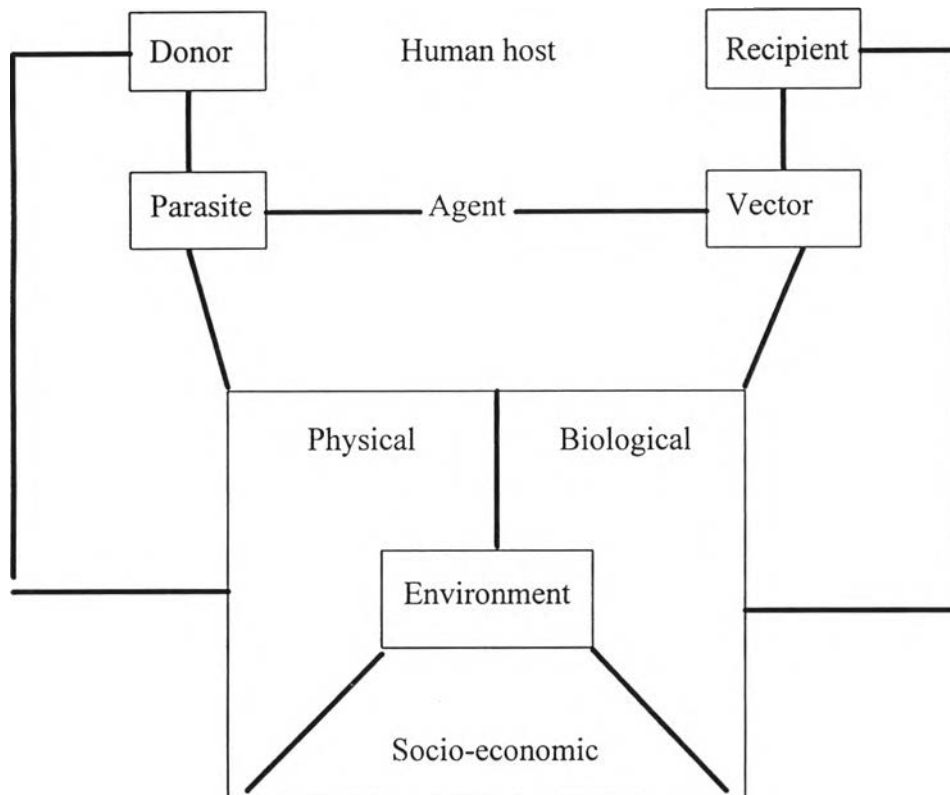 Donor
Human host
Recipient
Parasite
Agent
Vector
Physical
Biological
Environment
Socio-economic